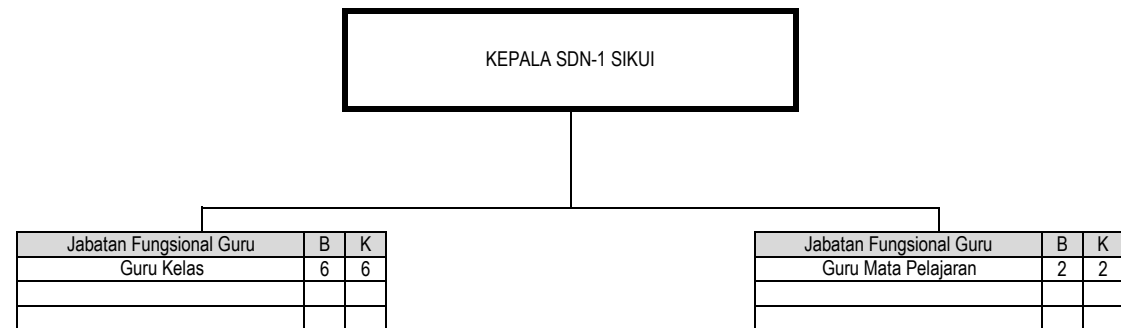 KEPALA SDN-1 SIKUI
Jabatan Fungsional Guru B K
Guru Kelas 6 6
Jabatan Fungsional Guru B K
Guru Mata Pelajaran 2 2